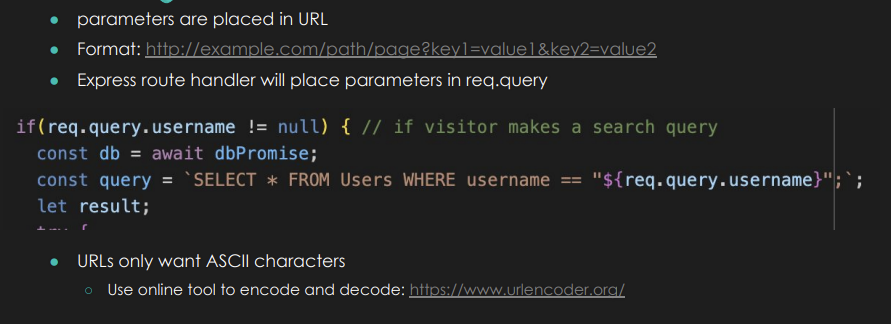 parameters are placed in URL
Format: http://example.com/path/page?key1=value1&key2=value2
Express route handler will place parameters in req.query
if(req.query.username != null) { // if visitor makes a search query
const db = await dbPromise;
const query = `SELECT * FROM Users WHERE username == "${req.query.username}";`;
let result;
URLs only want ASCII characters
Use online tool to encode and decode: https://www.urlencoder.org/